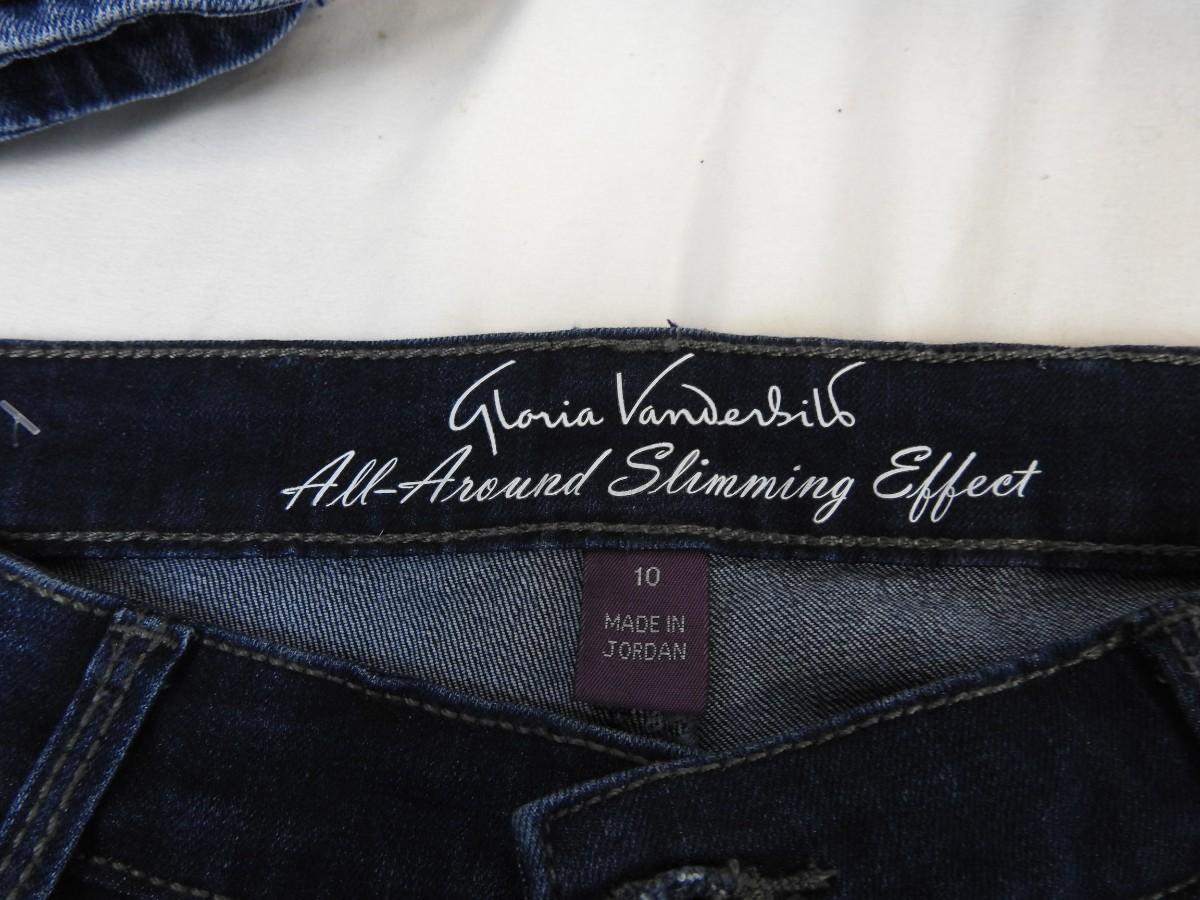 Gloria Vanderbilt
All-Around Slimming Effect
10
MADE IN
JORDAN